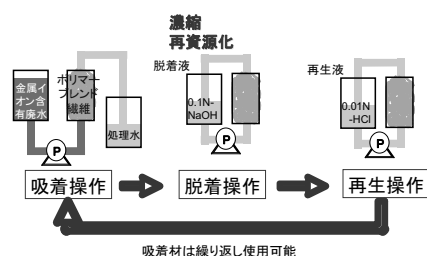 濃縮
再資源化
金属イ
オン含
有廃水
ポリマー
ブレンド
繊維
処理水
P
脱着液
0.1N-
NaOH
P
再生液
0.01N
-HCl
P
吸着操作
脱着操作
再生操作
吸着材は繰り返し使用可能